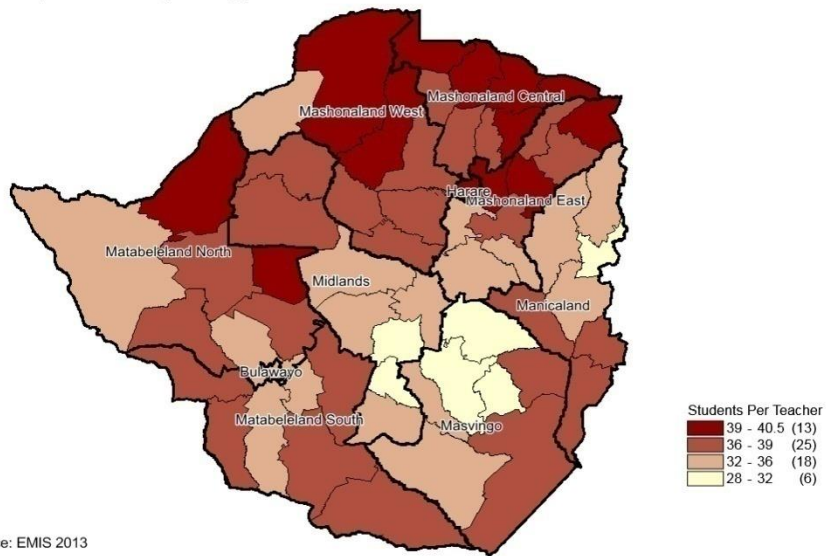 Mashonaland West
Mashonaland Central
Harare
Mashonaland East
Matabeleland North
Midlands
Manicaland
Bulawayo
Matabeleland South
Masvingo
Students Per Teacher
39 - 40.5 (13)
36 - 39 (25)
32 - 36 (18)
28 - 32 (6)
e: EMIS 2013